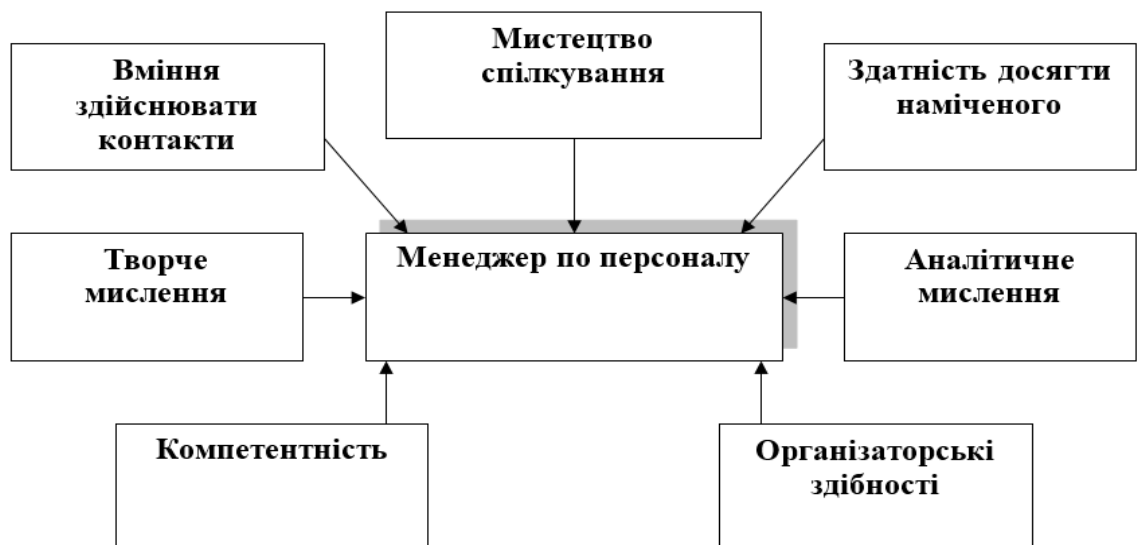 Мистецтво
спілкування
Вміння
здійснювати
контакти
Здатність досягти
наміченого
Творче
мислення
Менеджер по персоналу
Аналітичне
мислення
Компетентність
Організаторські
здібності